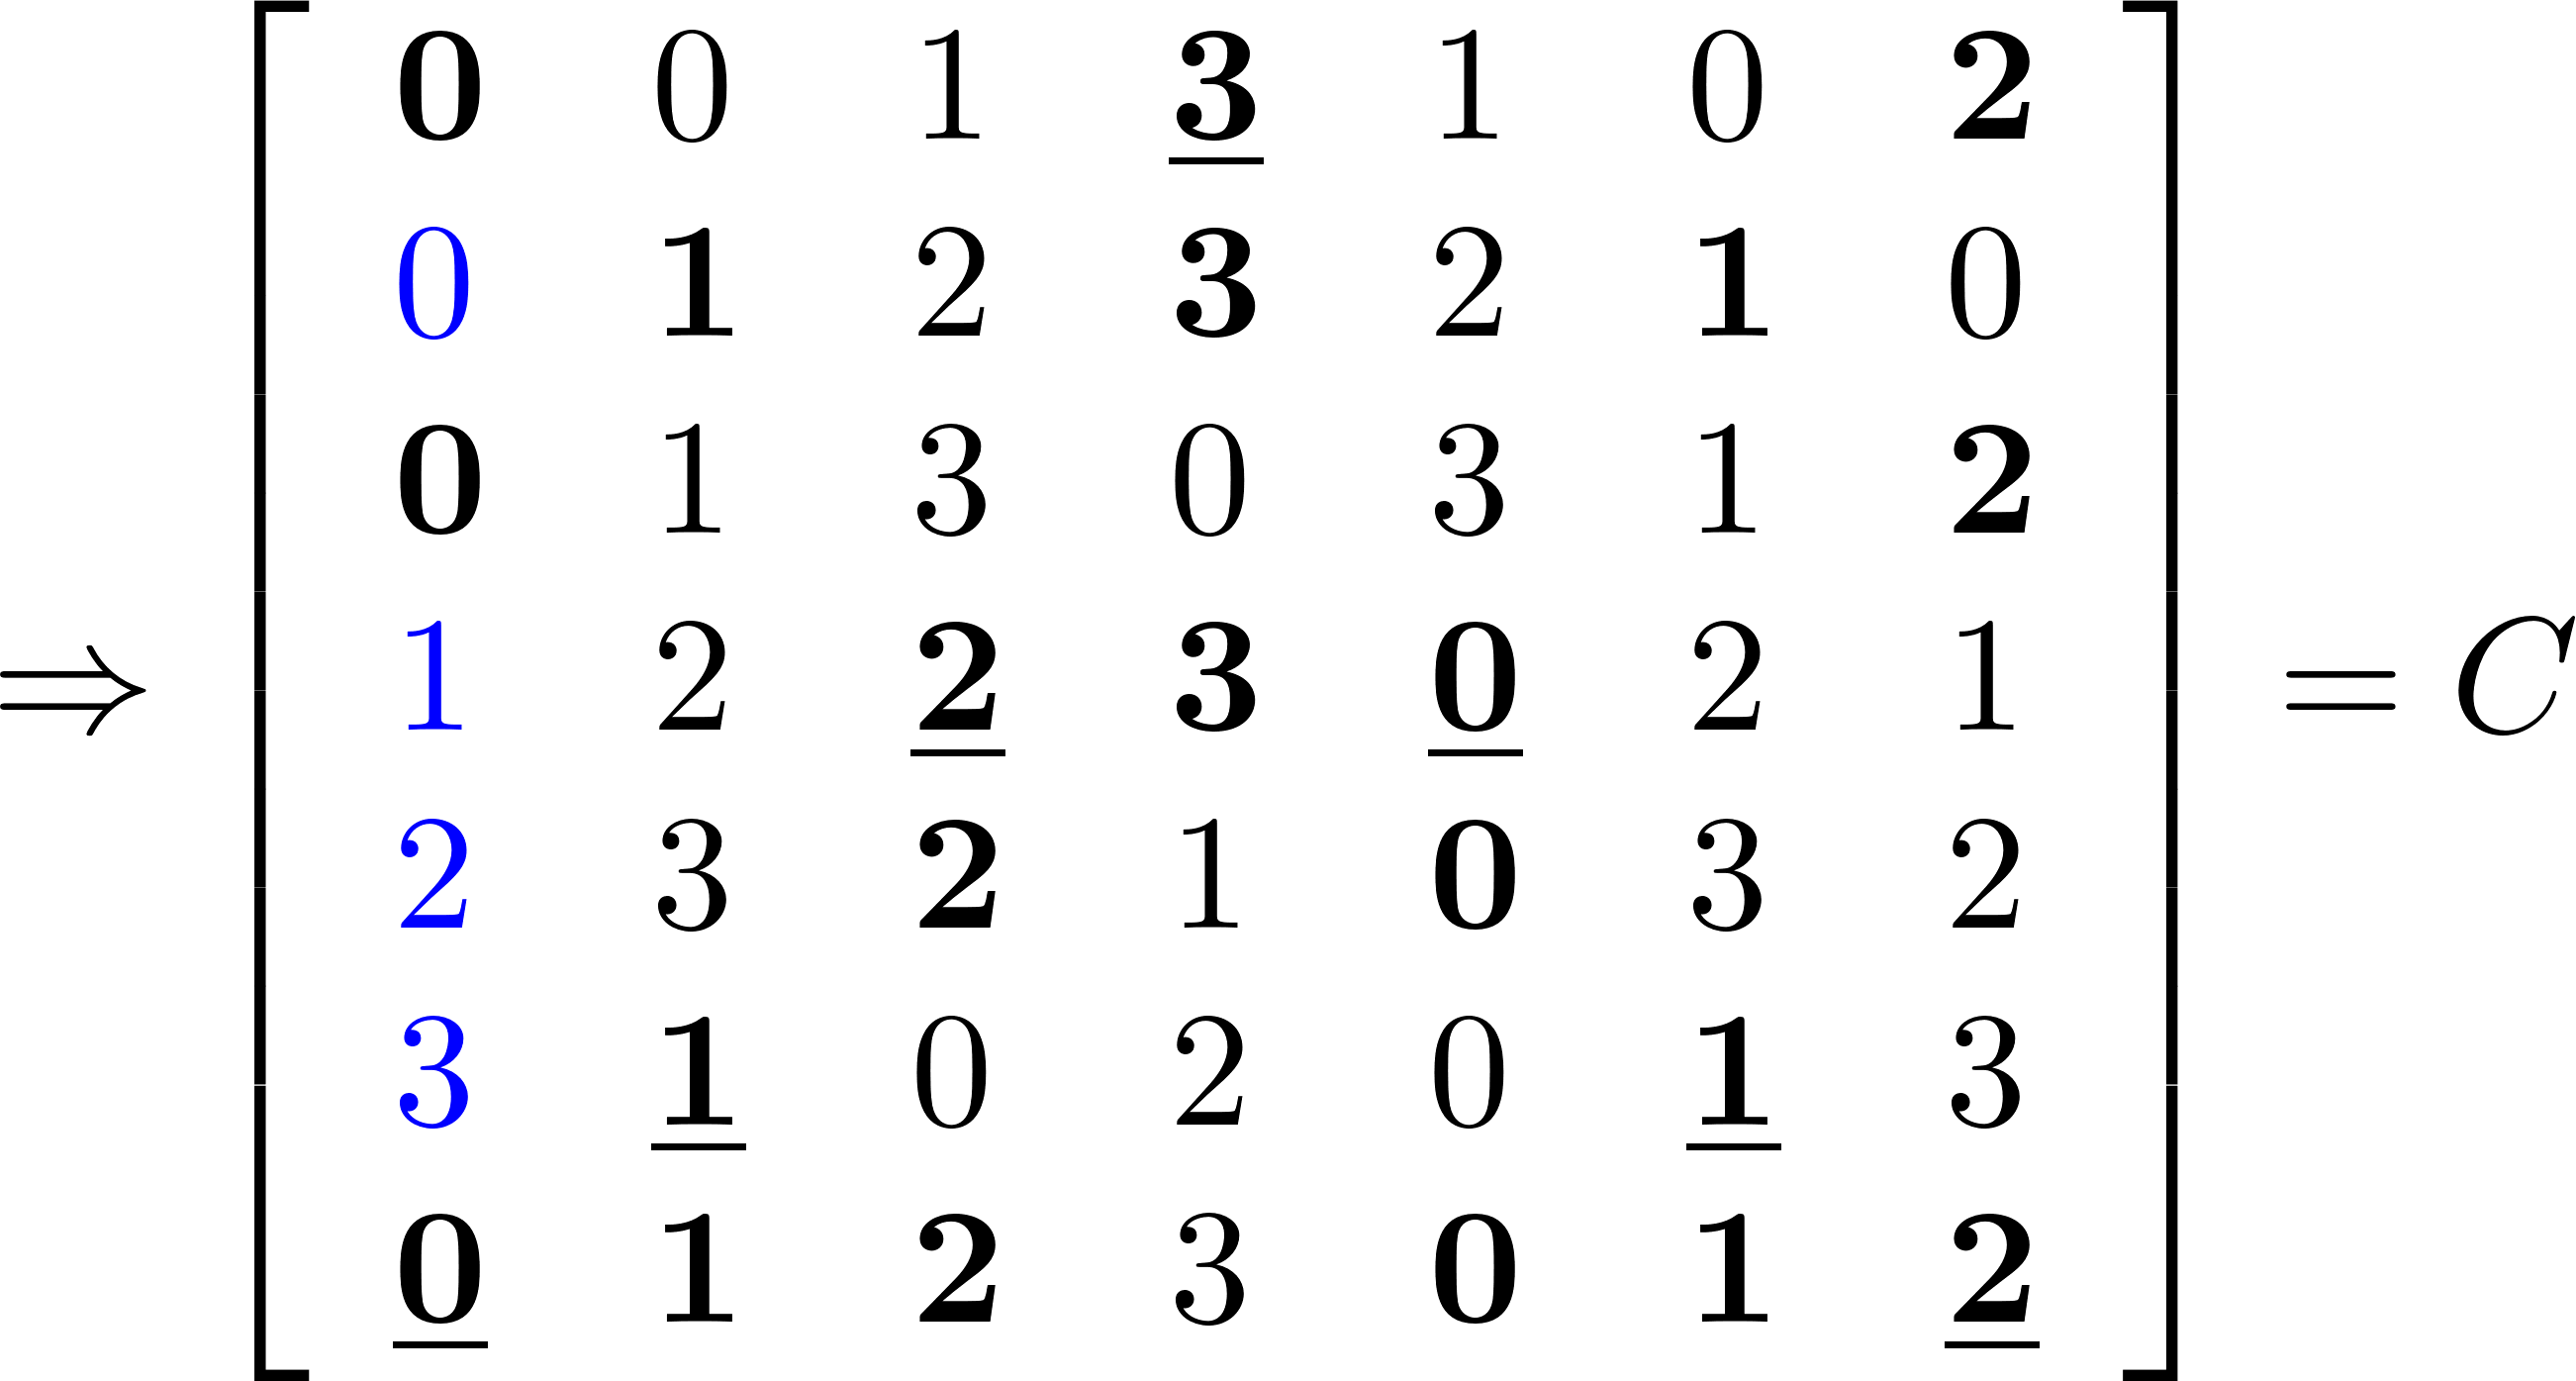 0 0 1 3 1 0 2
0 1 2 3 2 1 0
0 1 3 0 3 1 2
⇒ 1 2 2 3 0 2 1 = C
2 3 2 1 0 3 2
3 1 0 2 0 1 3
0 1 2 3 0 1 2